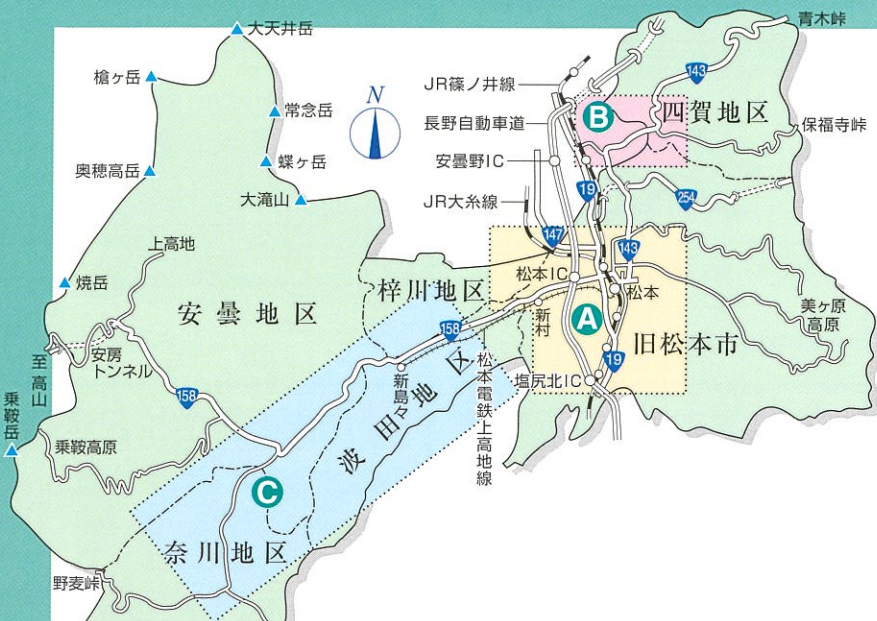 大天井岳
青木峠
槍ヶ岳
JR篠ノ井線
143
常念岳
長野自動車道
B
四賀地区
保福寺峠
N
奥穂高岳
蝶ヶ岳
安曇野IC
大滝山
JR大糸線
19
254
上高地
147
143
焼岳
安曇地区
梓川地区
松本IC
松本
美ヶ原
高原
新村
A
旧松本市
158
安房
トンネル
至高山
新島々
松本電鉄上高地線
塩尻北IC
19
158
乗鞍岳
乗鞍高原
波田地区
C
奈川地区
野麦峠